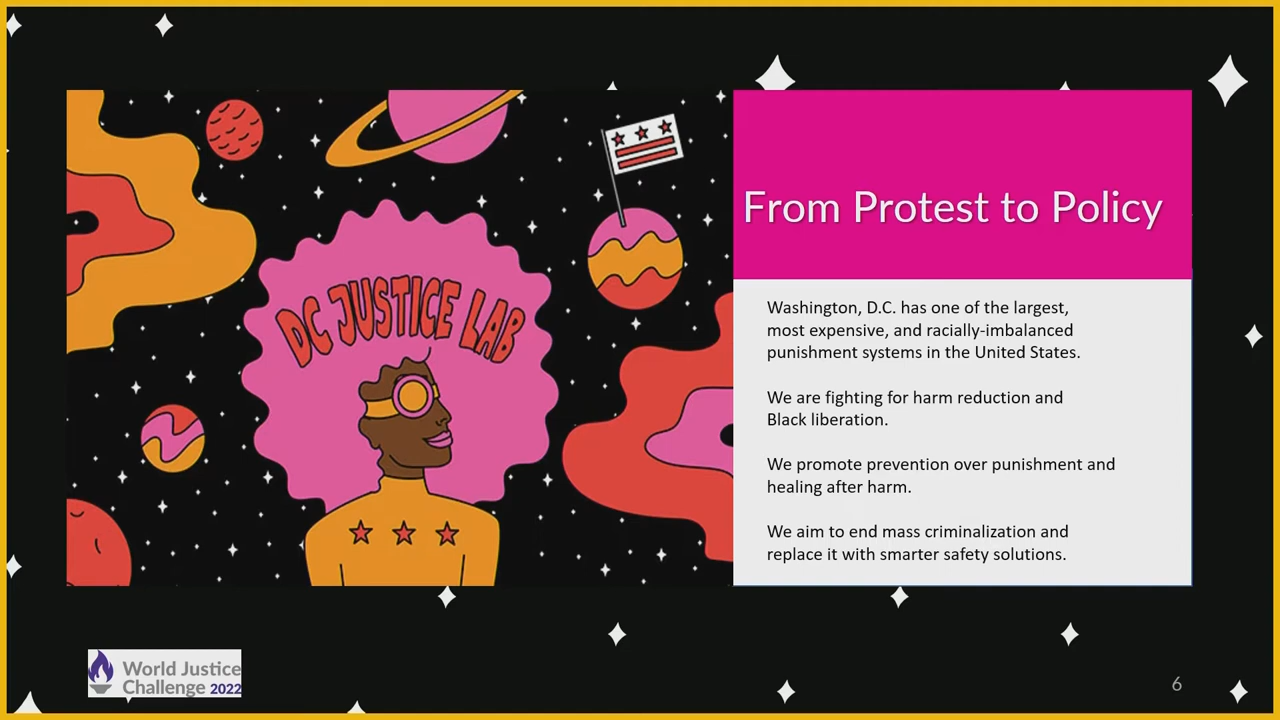 DC JUSTICE LAB
From Protest to Policy
Washington, D.C. has one of the largest,
most expensive, and racially-imbalanced
punishment systems in the United States.
We are fighting for harm reduction and
Black liberation.
We promote prevention over punishment and
healing after harm.
We aim to end mass criminalization and
replace it with smarter safety solutions.
World Justice
Challenge 2022
6